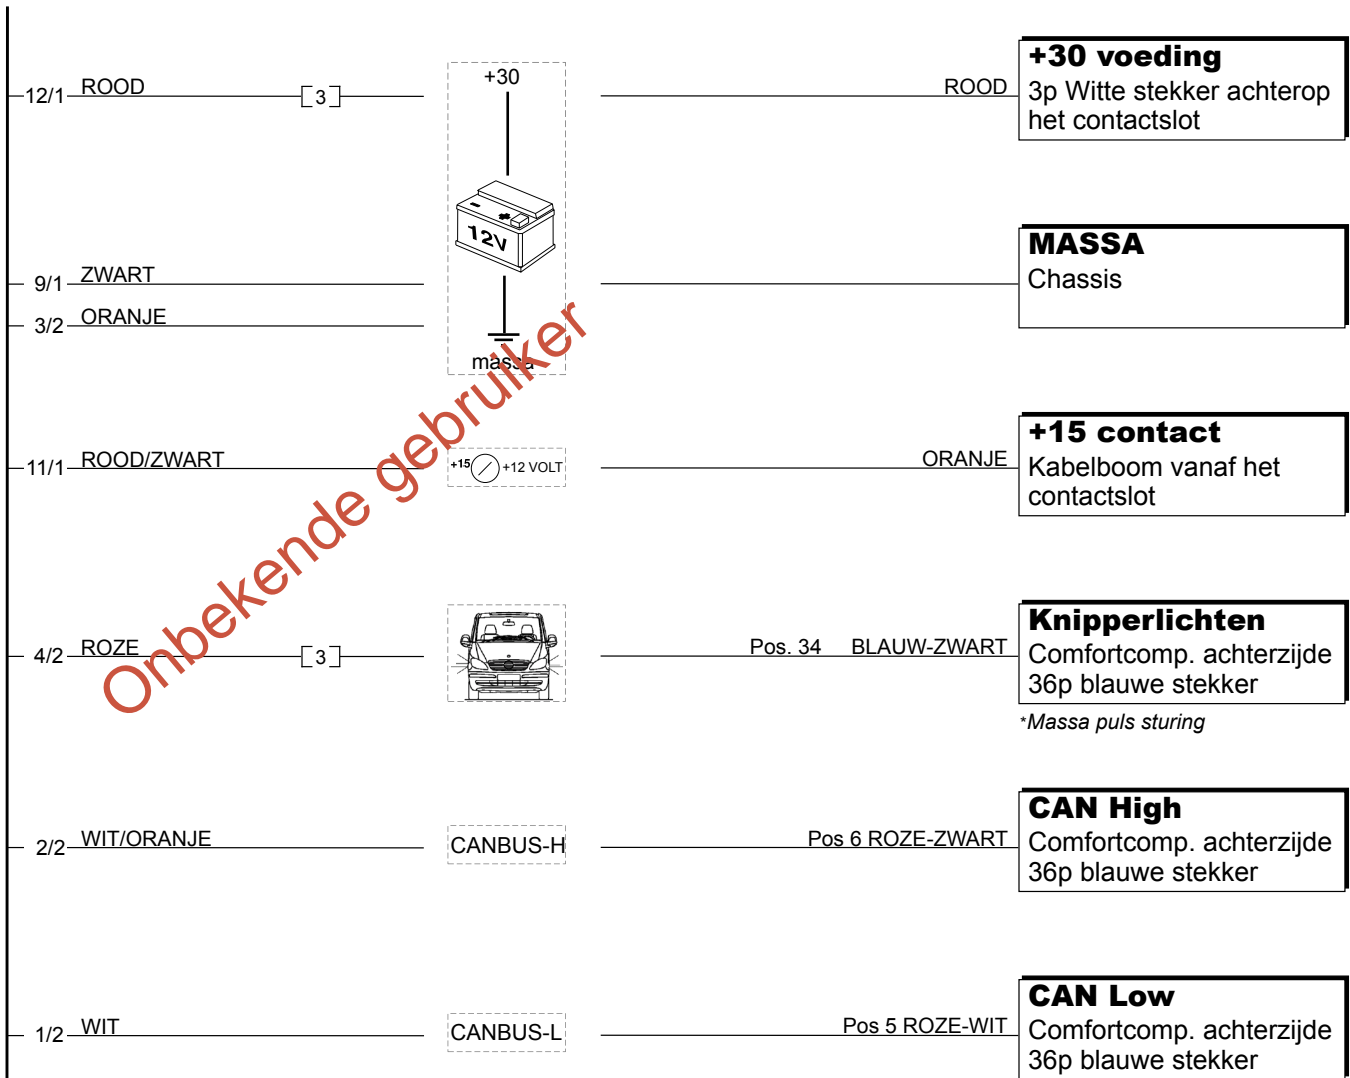 12/1 ROOD [3] +30 ROOD
+30 voeding
3p Witte stekker achterop
het contactslot
12V
MASSA
Chassis
9/1 ZWART
3/2 ORANJE
massa
11/1 ROOD/ZWART +15 +12 VOLT ORANJE
+15 contact
Kabelboom vanaf het
contactslot
Onbekende gebruiker
4/2 ROZE [3] Pos. 34 BLAUW-ZWART
Knipperlichten
Comfortcomp. achterzijde
36p blauwe stekker
*Massa puls sturing
2/2 WIT/ORANJE CANBUS-H Pos 6 ROZE-ZWART
CAN High
Comfortcomp. achterzijde
36p blauwe stekker
1/2 WIT CANBUS-L Pos 5 ROZE-WIT
CAN Low
Comfortcomp. achterzijde
36p blauwe stekker